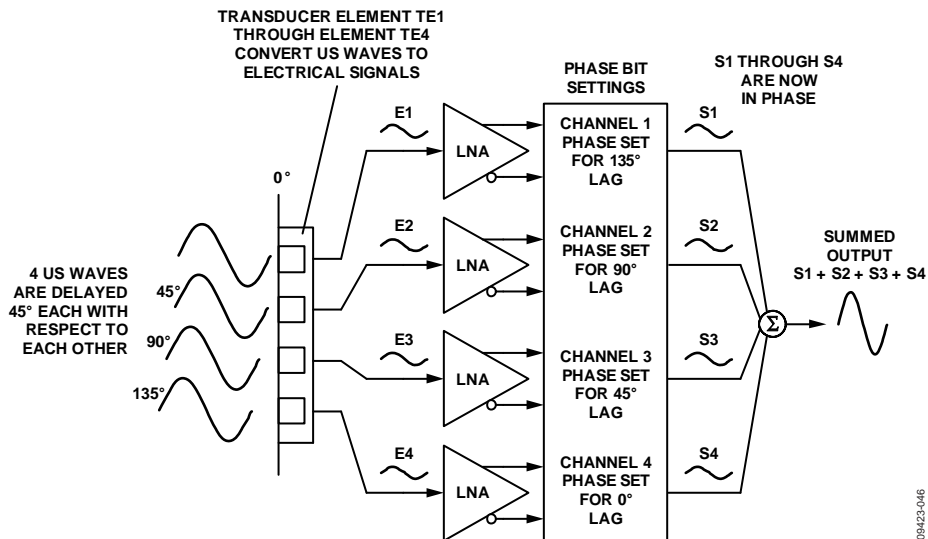 TRANSDUCER ELEMENT TE1
THROUGH ELEMENT TE4
CONVERT US WAVES TO
ELECTRICAL SIGNALS
PHASE BIT
SETTINGS
S1 THROUGH S4
ARE NOW
IN PHASE
0°
4 US WAVES
ARE DELAYED
45° EACH WITH
RESPECT TO
EACH OTHER
45°
90°
135°
E1
LNA
CHANNEL 1
PHASE SET
FOR 135°
LAG
S1
E2
LNA
CHANNEL 2
PHASE SET
FOR 90°
LAG
S2
E3
LNA
CHANNEL 3
PHASE SET
FOR 45°
LAG
S3
E4
LNA
CHANNEL 4
PHASE SET
FOR 0°
LAG
S4
Σ
SUMMED
OUTPUT
S1 + S2 + S3 + S4
09423-046